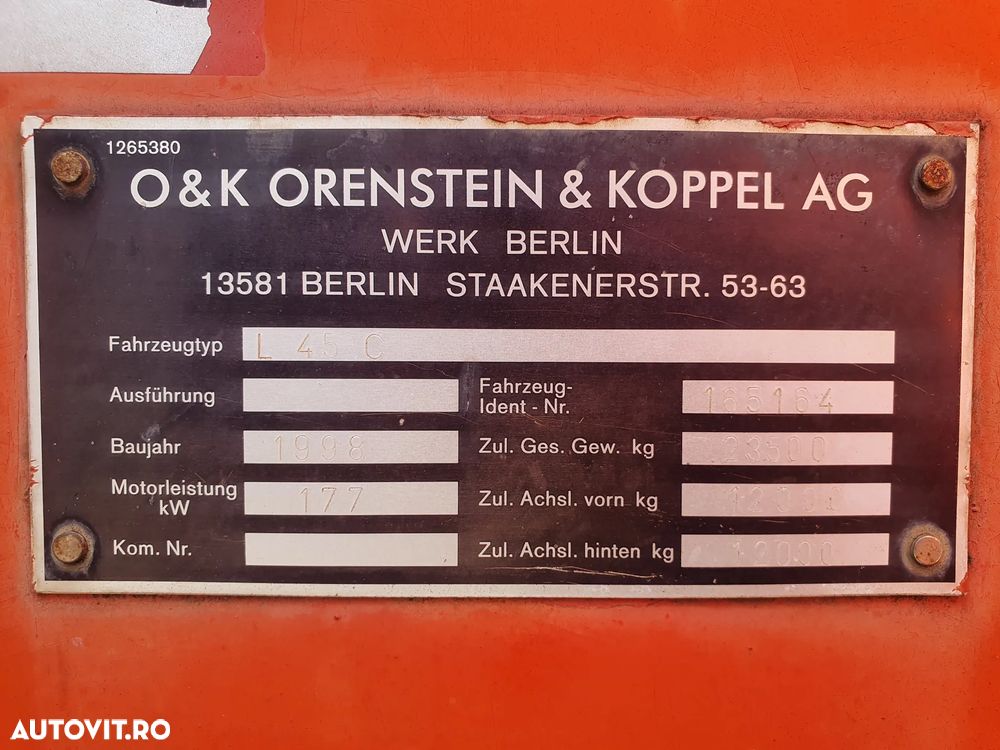 1265380
O & K ORENSTEIN & KOPPEL AG
WERK BERLIN
13581 BERLIN STAAKENERSTR. 53-63
Fahrzeugtyp L 45 C
Ausführung
Fahrzeug-
Ident - Nr. 165164
Baujahr 1998
Zul. Ges. Gew. kg 23500
Motorleistung
kW 177
Zul. Achsl. vorn kg
Kom. Nr.
Zul. Achsl. hinten kg 12000
AUTOVIT.RO